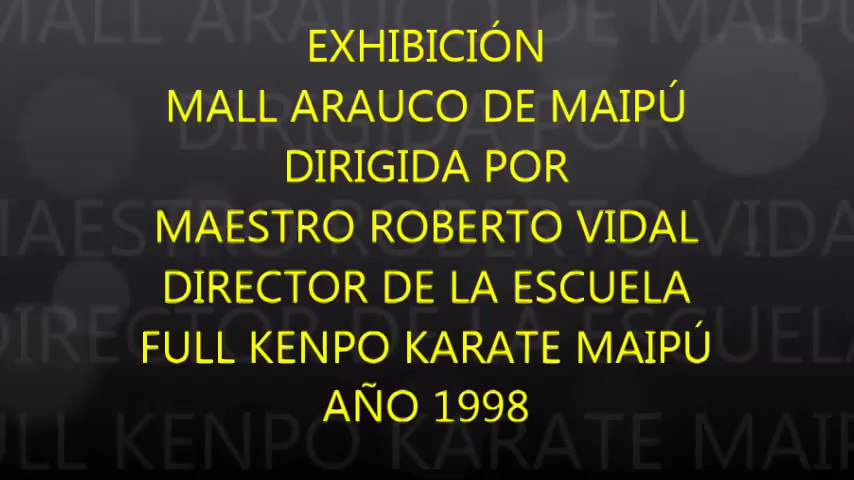 EXHIBICIÓN
MALL ARAUCO DE MAIPÚ
DIRIGIDA POR
MAESTRO ROBERTO VIDAL
DIRECTOR DE LA ESCUELA
FULL KENPO KARATE MAIPÚ
AÑO 1998